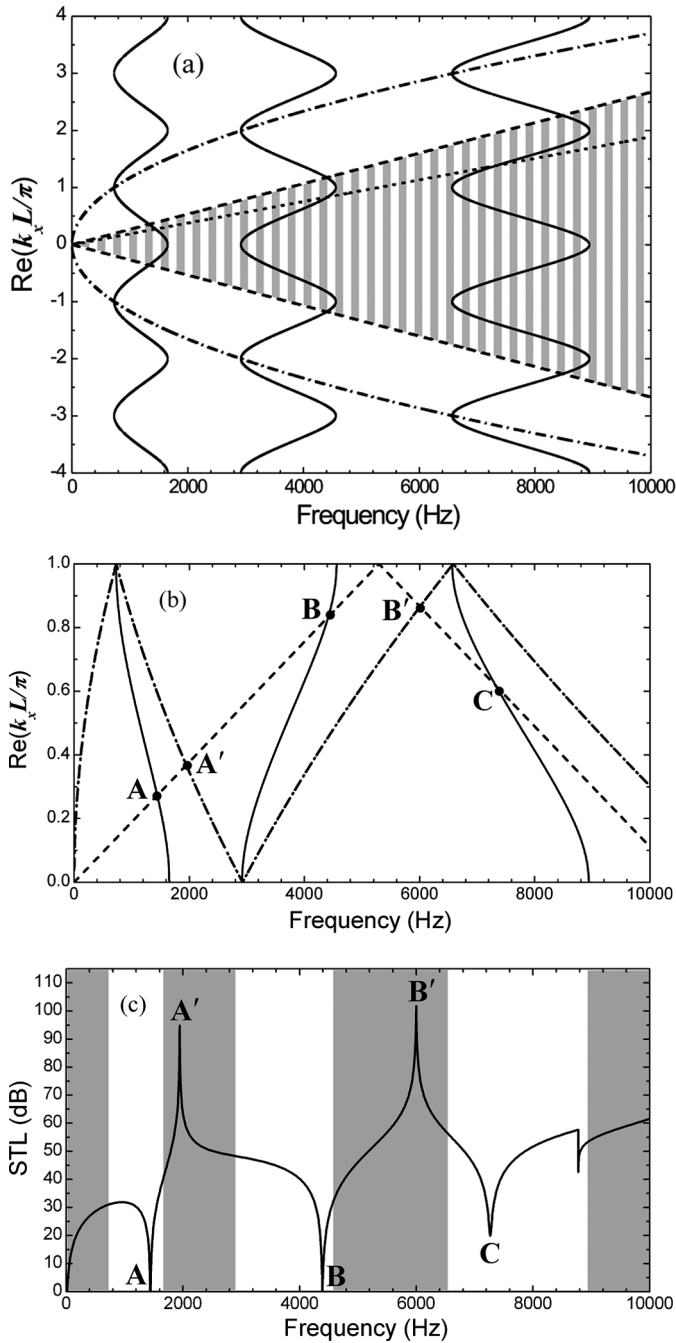 4
3
2
1
0
-1
-2
-3
-4
Re(kₓL/π)
(a)
0 2000 4000 6000 8000 10000
Frequency (Hz)
1.0
0.8
0.6
0.4
0.2
0.0
Re(kₓL/π)
(b)
A
A′
B
B′
C
0 2000 4000 6000 8000 10000
Frequency (Hz)
110
100
90
80
70
60
50
40
30
20
10
0
STL (dB)
(c)
A′
B′
A
B
C
0 2000 4000 6000 8000 10000
Frequency (Hz)